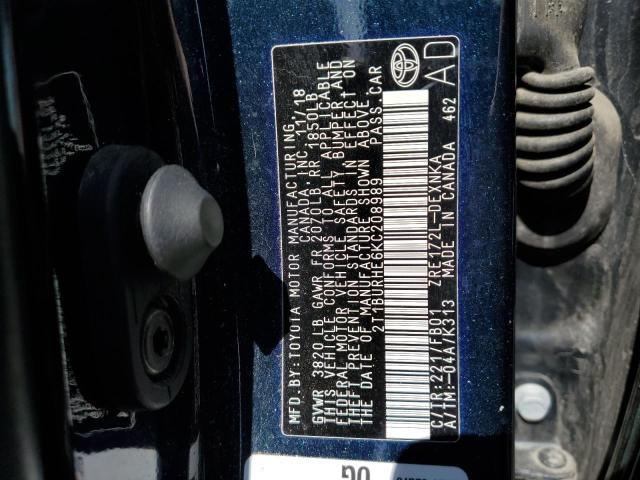 MFD.BY:TOYOTA MOTOR MANUFACTURING,
CANADA, INC. 11/18
GVWR 3820 LB GAWR FR 2070LB RR 1850LB
THIS VEHICLE CONFORMS TO ALL APPLICABLE
FEDERAL MOTOR VEHICLE SAFETY, BUMPER AND
THEFT PREVENTION STANDARDS IN EFFECT ON
THE DATE OF MANUFACTURE SHOWN ABOVE.
2T1BURHE6KC208989 PASS.CAR
C/TR:221/FB01 ZRE172L-DEXNKA
A/TM:-04A/K313 MADE IN CANADA 462
AD